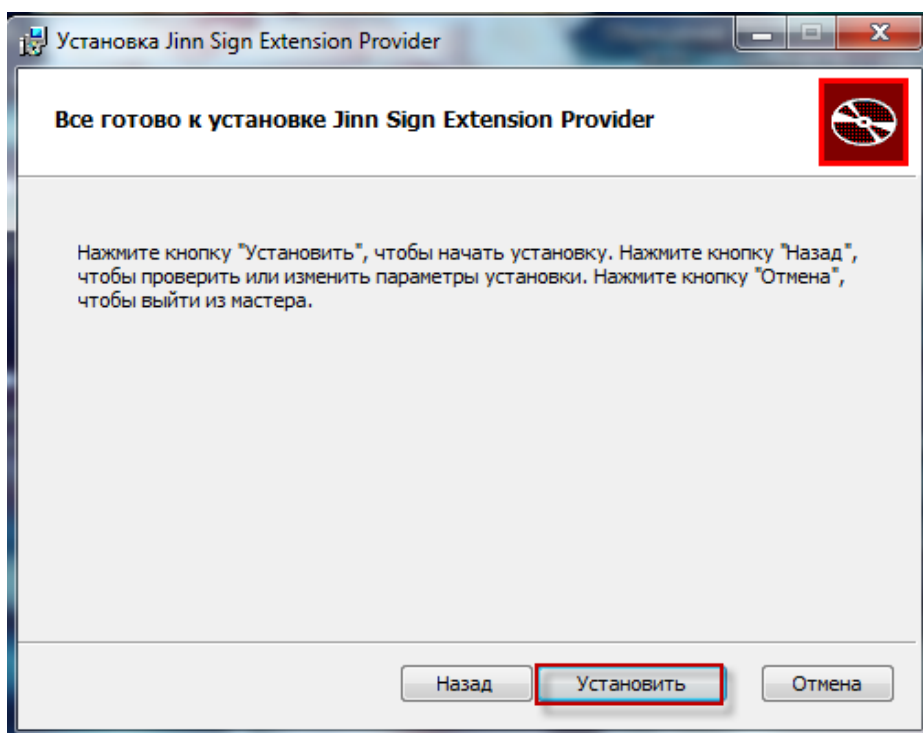 Установка Jinn Sign Extension Provider
Все готово к установке Jinn Sign Extension Provider
Нажмите кнопку "Установить", чтобы начать установку. Нажмите кнопку "Назад",
чтобы проверить или изменить параметры установки. Нажмите кнопку "Отмена",
чтобы выйти из мастера.
Назад Установить Отмена